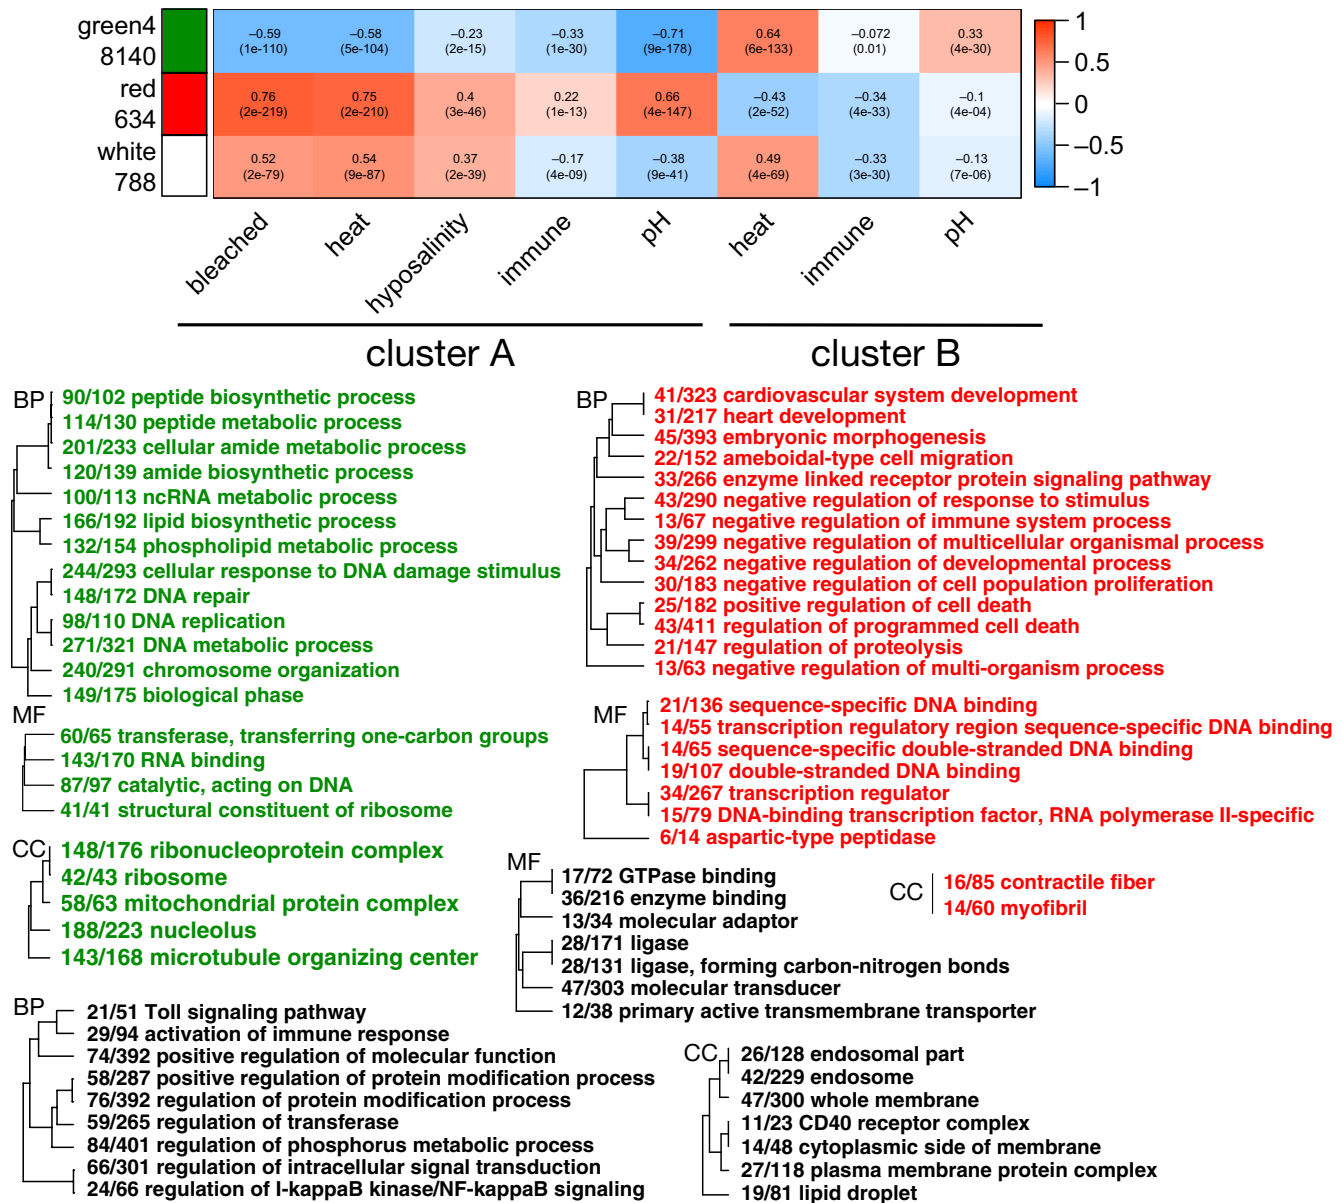 green4
8140
−0.59 −0.58 −0.23 −0.33 −0.71 0.64 −0.072 0.33
(1e-110) (5e-104) (2e-15) (1e-30) (9e-178) (6e-133) (0.01) (4e-30)
red
634
0.76 0.75 0.4 0.22 0.66 −0.43 −0.34 −0.1
(2e-219) (2e-210) (3e-46) (1e-13) (4e-147) (2e-52) (4e-33) (4e-04)
white
788
0.52 0.54 0.37 −0.17 −0.38 0.49 −0.33 −0.13
(2e-79) (9e-87) (2e-39) (4e-09) (9e-41) (4e-69) (3e-30) (7e-06)
1
0.5
0
−0.5
−1
bleached
heat
hyposalinity
immune
pH
heat
immune
pH
cluster A
cluster B
BP
90/102 peptide biosynthetic process
114/130 peptide metabolic process
201/233 cellular amide metabolic process
120/139 amide biosynthetic process
100/113 ncRNA metabolic process
166/192 lipid biosynthetic process
132/154 phospholipid metabolic process
244/293 cellular response to DNA damage stimulus
148/172 DNA repair
98/110 DNA replication
271/321 DNA metabolic process
240/291 chromosome organization
149/175 biological phase
MF
60/65 transferase, transferring one-carbon groups
143/170 RNA binding
87/97 catalytic, acting on DNA
41/41 structural constituent of ribosome
CC
148/176 ribonucleoprotein complex
42/43 ribosome
58/63 mitochondrial protein complex
188/223 nucleolus
143/168 microtubule organizing center
BP
41/323 cardiovascular system development
31/217 heart development
45/393 embryonic morphogenesis
22/152 ameboidal-type cell migration
33/266 enzyme linked receptor protein signaling pathway
43/290 negative regulation of response to stimulus
13/67 negative regulation of immune system process
39/299 negative regulation of multicellular organismal process
34/262 negative regulation of developmental process
30/183 negative regulation of cell population proliferation
25/182 positive regulation of cell death
43/411 regulation of programmed cell death
21/147 regulation of proteolysis
13/63 negative regulation of multi-organism process
MF
21/136 sequence-specific DNA binding
14/55 transcription regulatory region sequence-specific DNA binding
14/65 sequence-specific double-stranded DNA binding
19/107 double-stranded DNA binding
34/267 transcription regulator
15/79 DNA-binding transcription factor, RNA polymerase II-specific
6/14 aspartic-type peptidase
CC
16/85 contractile fiber
14/60 myofibril
MF
17/72 GTPase binding
36/216 enzyme binding
13/34 molecular adaptor
28/171 ligase
28/131 ligase, forming carbon-nitrogen bonds
47/303 molecular transducer
12/38 primary active transmembrane transporter
BP
21/51 Toll signaling pathway
29/94 activation of immune response
74/392 positive regulation of molecular function
58/287 positive regulation of protein modification process
76/392 regulation of protein modification process
59/265 regulation of transferase
84/401 regulation of phosphorus metabolic process
66/301 regulation of intracellular signal transduction
24/66 regulation of I-kappaB kinase/NF-kappaB signaling
CC
26/128 endosomal part
42/229 endosome
47/300 whole membrane
11/23 CD40 receptor complex
14/48 cytoplasmic side of membrane
27/118 plasma membrane protein complex
19/81 lipid droplet